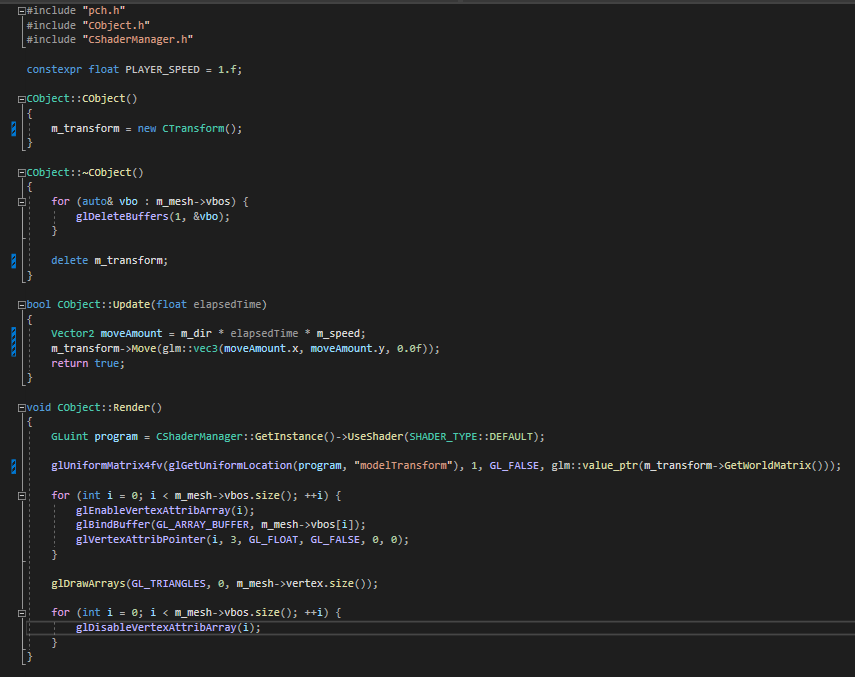 #include "pch.h"
#include "CObject.h"
#include "CShaderManager.h"
constexpr float PLAYER_SPEED = 1.f;
CObject::CObject()
{
m_transform = new CTransform();
}
CObject::~CObject()
{
for (auto& vbo : m_mesh->vbos) {
glDeleteBuffers(1, &vbo);
}
delete m_transform;
}
bool CObject::Update(float elapsedTime)
{
Vector2 moveAmount = m_dir * elapsedTime * m_speed;
m_transform->Move(glm::vec3(moveAmount.x, moveAmount.y, 0.0f));
return true;
}
void CObject::Render()
{
GLuint program = CShaderManager::GetInstance()->UseShader(SHADER_TYPE::DEFAULT);
glUniformMatrix4fv(glGetUniformLocation(program, "modelTransform"), 1, GL_FALSE, glm::value_ptr(m_transform->GetWorldMatrix()));
for (int i = 0; i < m_mesh->vbos.size(); ++i) {
glEnableVertexAttribArray(i);
glBindBuffer(GL_ARRAY_BUFFER, m_mesh->vbos[i]);
glVertexAttribPointer(i, 3, GL_FLOAT, GL_FALSE, 0, 0);
}
glDrawArrays(GL_TRIANGLES, 0, m_mesh->vertex.size());
for (int i = 0; i < m_mesh->vbos.size(); ++i) {
glDisableVertexAttribArray(i);
}
}